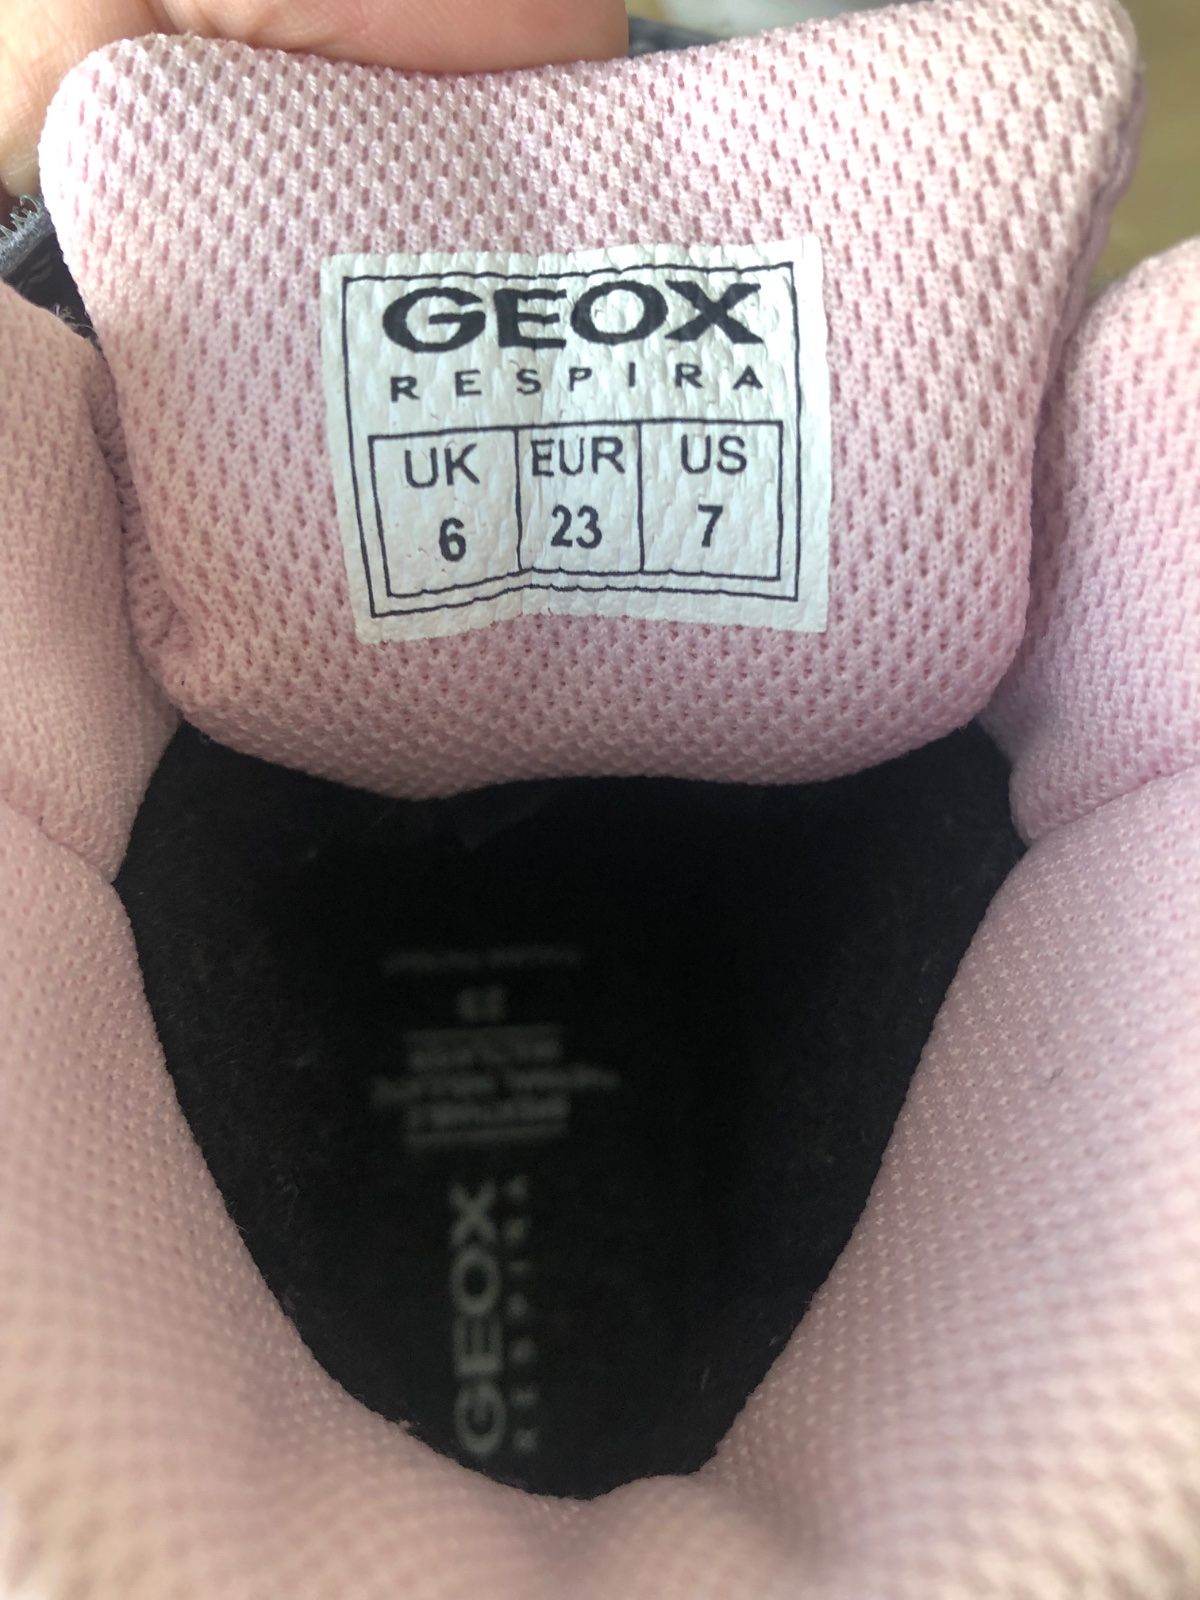 GEOX
RESPIRA
UK EUR US
6 23 7
GEOX
RESPIRA